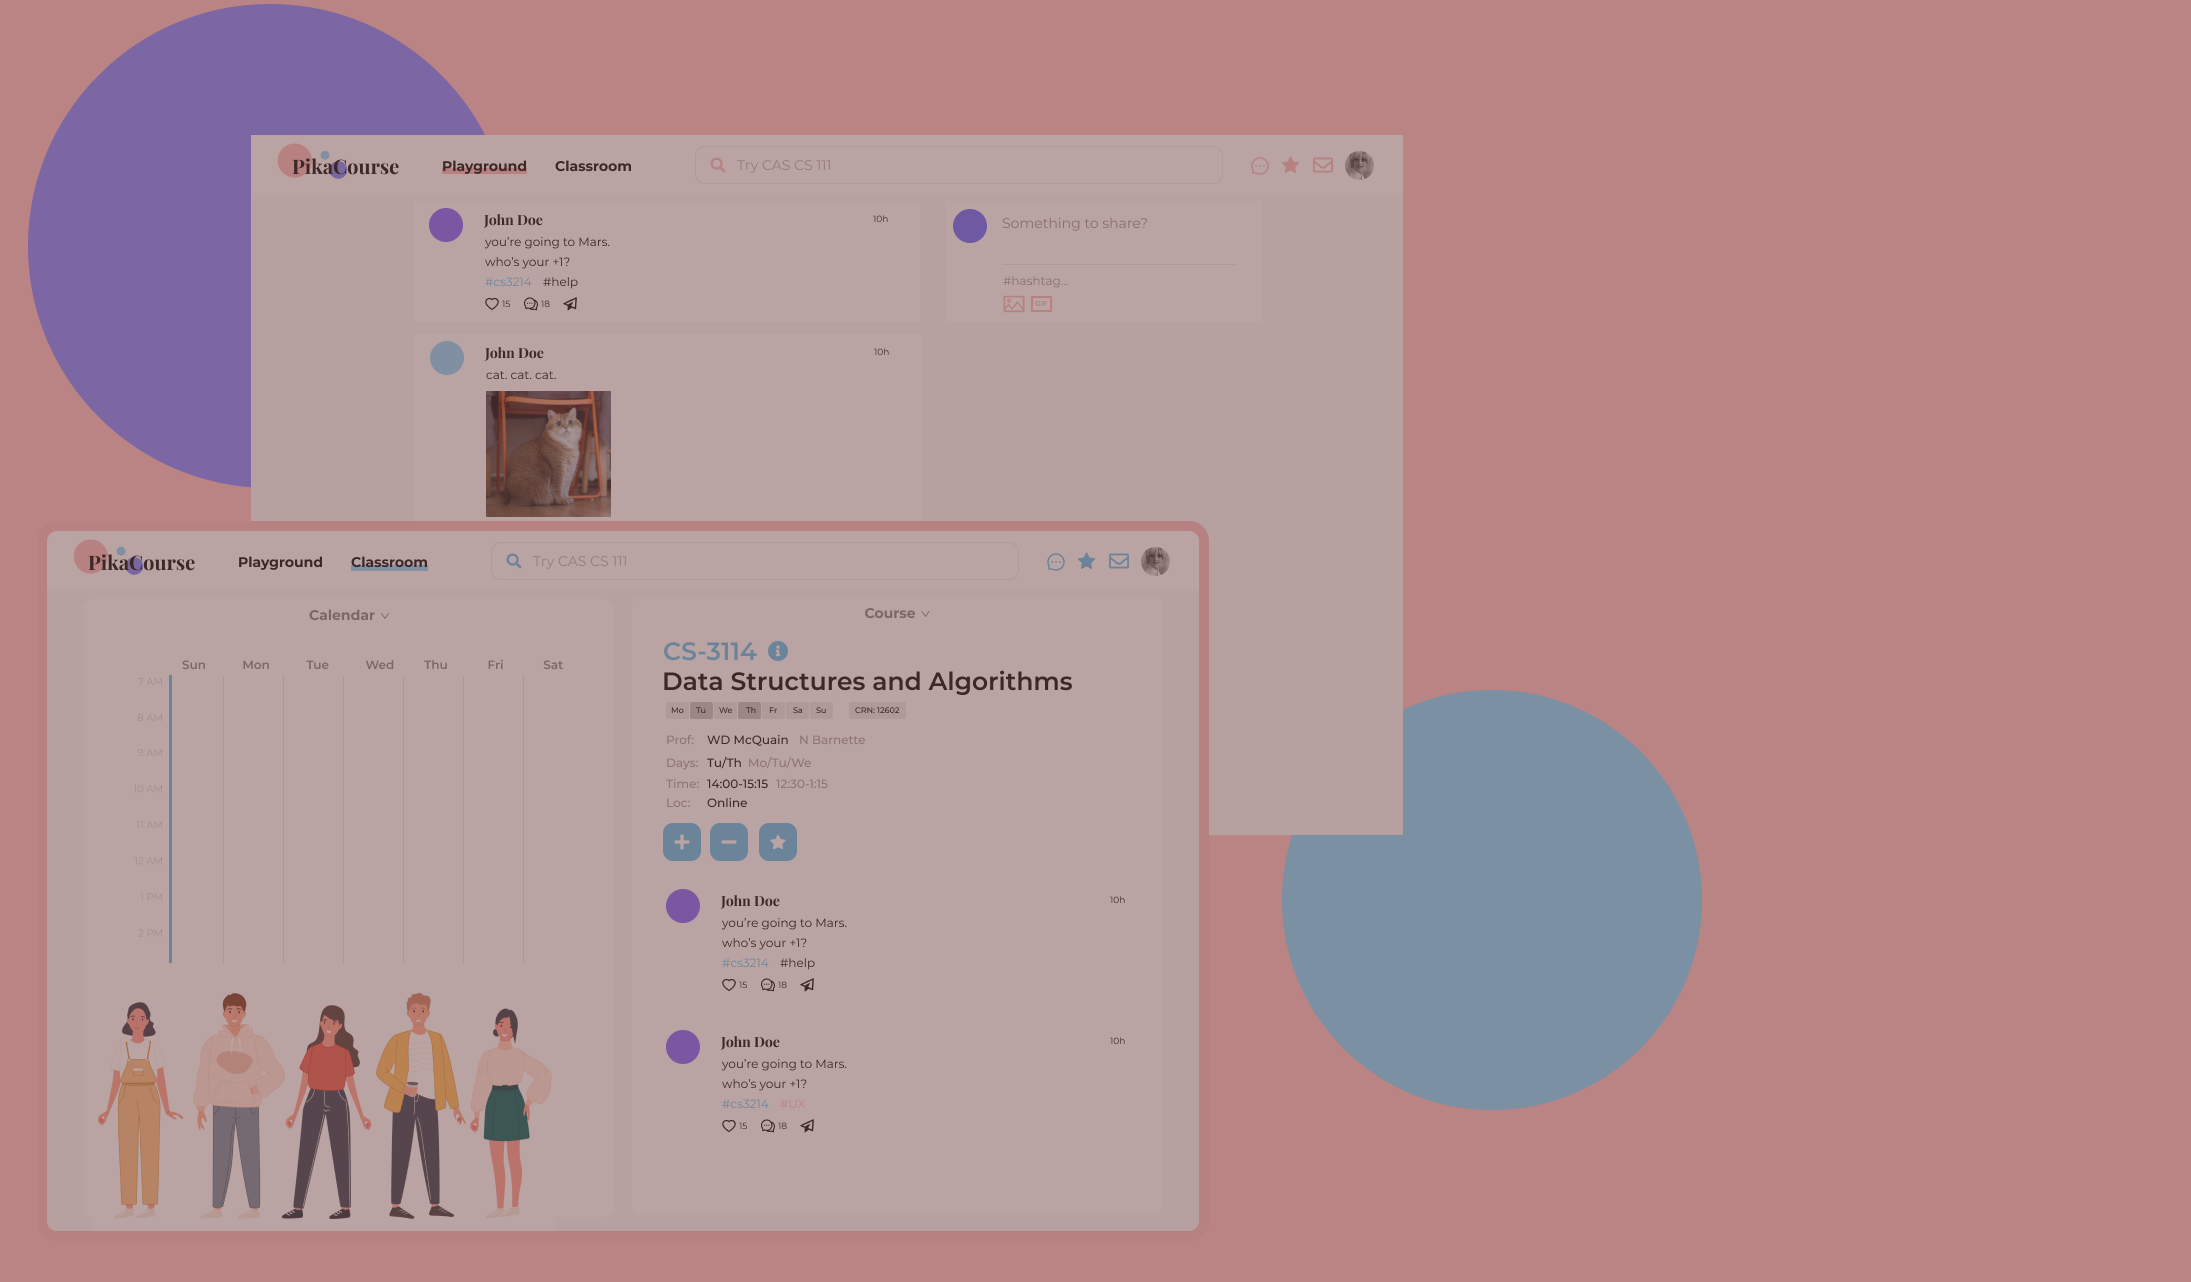 PikaCourse Playground Classroom Try CAS CS 111
John Doe 10h
you're going to Mars.
who's your +1?
#cs3214 #help
15 18
Something to share?
#hashtag...
GIF
John Doe 10h
cat. cat. cat.
PikaCourse Playground Classroom Try CAS CS 111
Calendar
Sun Mon Tue Wed Thu Fri Sat
7 AM
8 AM
9 AM
10 AM
11 AM
12 AM
1 PM
2 PM
Course
CS-3114
Data Structures and Algorithms
Mo Tu We Th Fr Sa Su CRN: 12602
Prof: WD McQuain N Barnette
Days: Tu/Th Mo/Tu/We
Time: 14:00-15:15 12:30-1:15
Loc: Online
John Doe 10h
you're going to Mars.
who's your +1?
#cs3214 #help
15 18
John Doe 10h
you're going to Mars.
who's your +1?
#cs3214 #UX
15 18